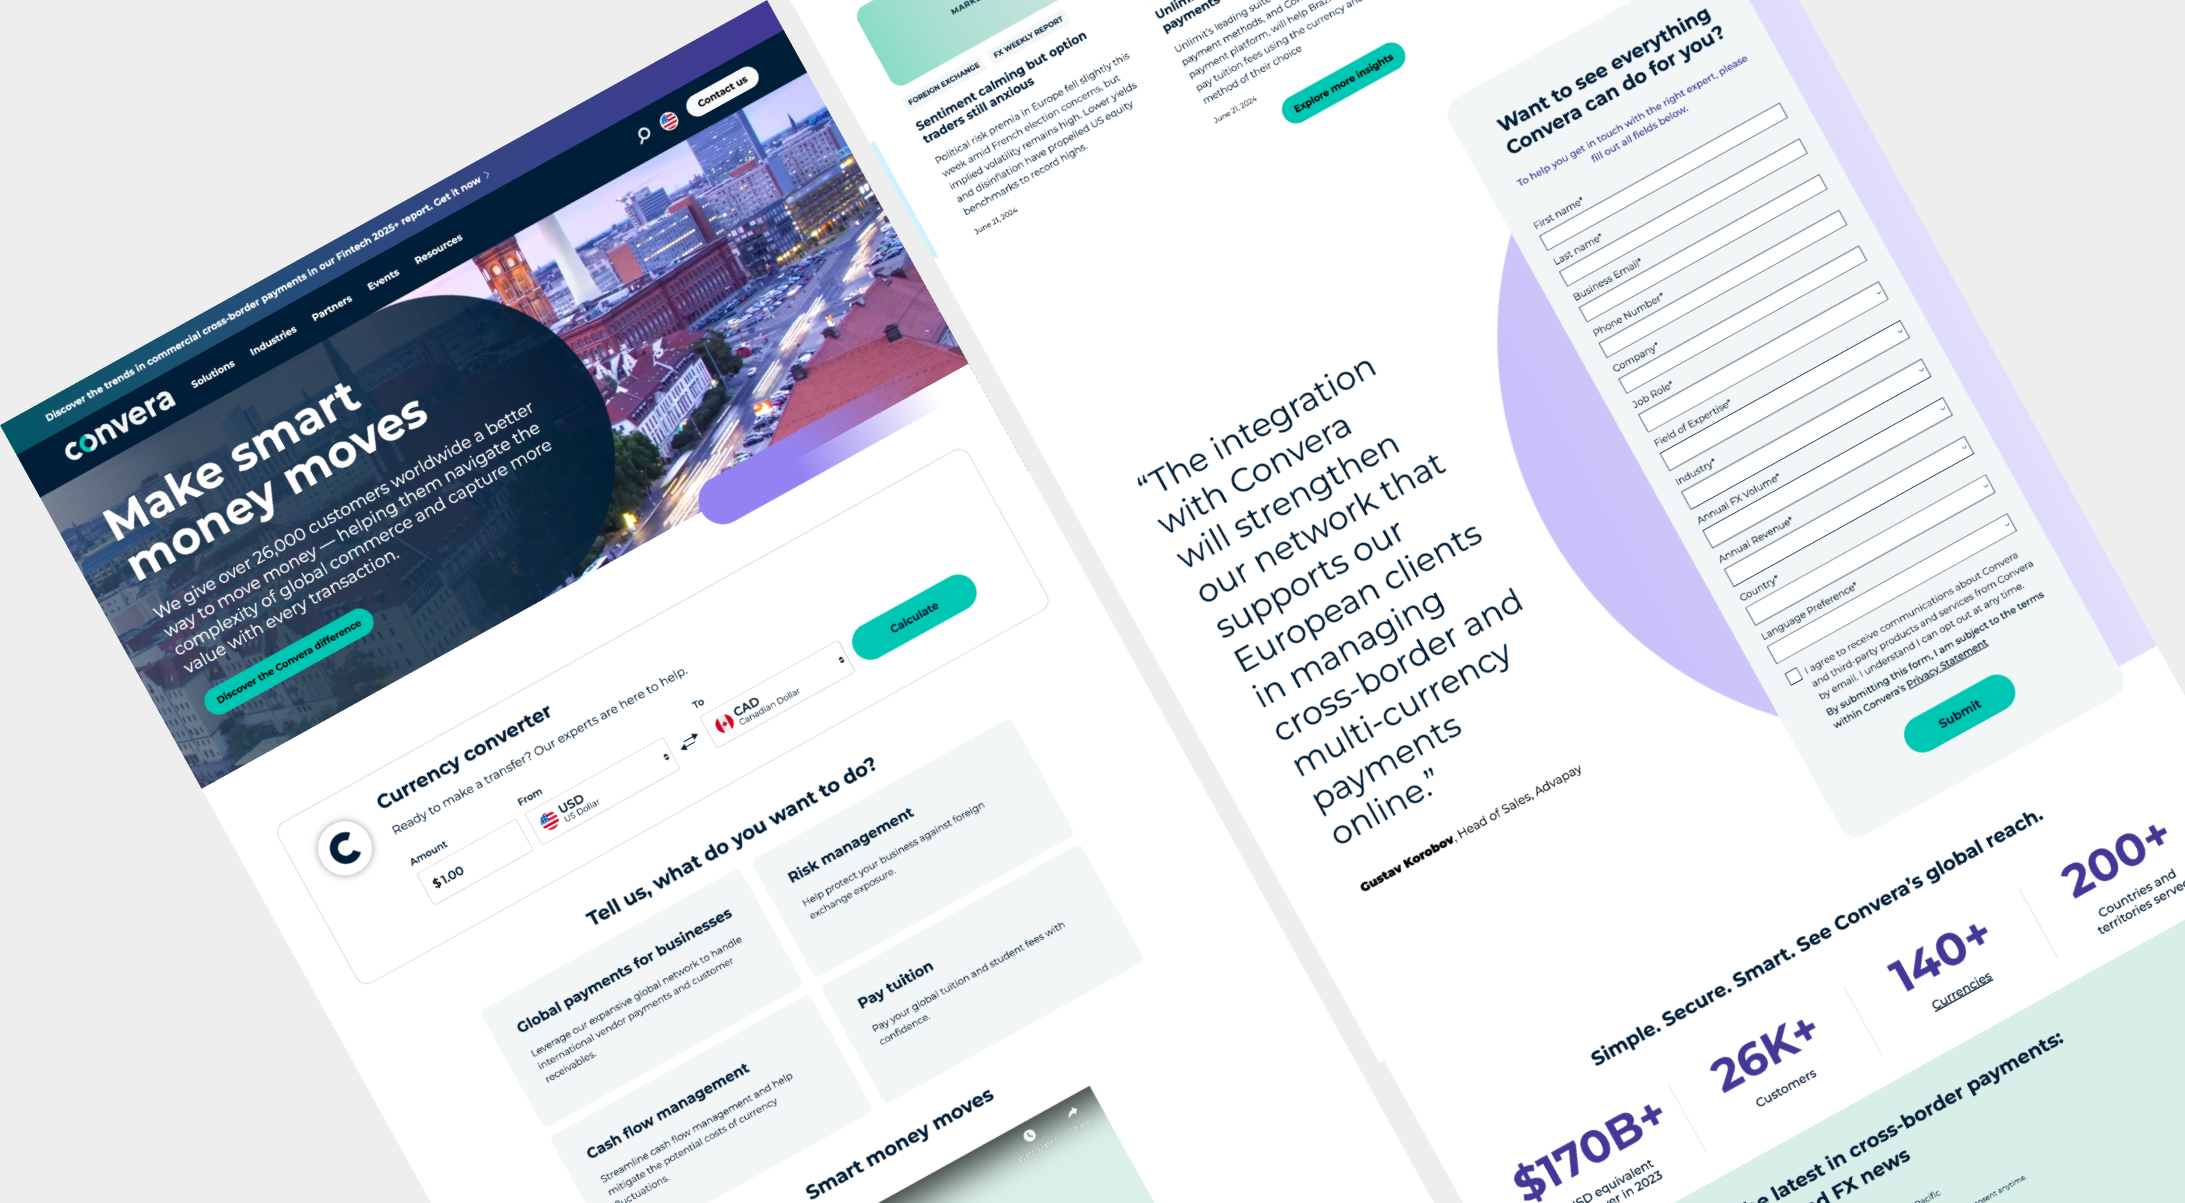 Discover the trends in commercial cross-border payments in our Fintech 2025+ report. Get it now
convera
Solutions
Industries
Partners
Events
Resources
Contact us
Make smart
money moves
We give over 26,000 customers worldwide a better
way to move money — helping them navigate the
complexity of global commerce and capture more
value with every transaction.
Discover the Convera difference
Currency converter
Ready to make a transfer? Our experts are here to help.
Amount
$1.00
From
USD
US Dollar
To
CAD
Canadian Dollar
Calculate
Tell us, what do you want to do?
Global payments for businesses
Leverage our expansive global network to handle
international vendor payments and customer
receivables.
Risk management
Help protect your business against foreign
exchange exposure.
Cash flow management
Streamline cash flow management and help
mitigate the potential costs of currency
fluctuations.
Pay tuition
Pay your global tuition and student fees with
confidence.
Smart money moves
Watch later
Share
FOREIGN EXCHANGE
FX WEEKLY REPORT
Sentiment calming but option
traders still anxious
Political risk premia in Europe fell slightly this
week amid French election concerns, but
implied volatility remains high. Lower yields
and disinflation have propelled US equity
benchmarks to record highs.
June 21, 2024
payments
Unlimit's leading suite
payment methods, and
payment platform, will help
pay tuition fees using the currency and
method of their choice
June 21, 2024
Explore more insights
“The integration
with Convera
will strengthen
our network that
supports our
European clients
in managing
cross-border and
multi-currency
payments
online.”
Gustav Korobov, Head of Sales, Advapay
Want to see everything
Convera can do for you?
To help you get in touch with the right expert, please
fill out all fields below.
First name*
Last name*
Business Email*
Phone Number*
Company*
Job Role*
Field of Expertise*
Industry*
Annual FX Volume*
Annual Revenue*
Country*
Language Preference*
I agree to receive communications about Convera
and third-party products and services from Convera
by email. I understand I can opt out at any time.
By submitting this form, I am subject to the terms
within Convera's Privacy Statement
Submit
Simple. Secure. Smart. See Convera's global reach.
$170B+
equivalent
in 2023
26K+
Customers
140+
Currencies
200+
Countries and
territories
latest in cross-border payments:
FX news